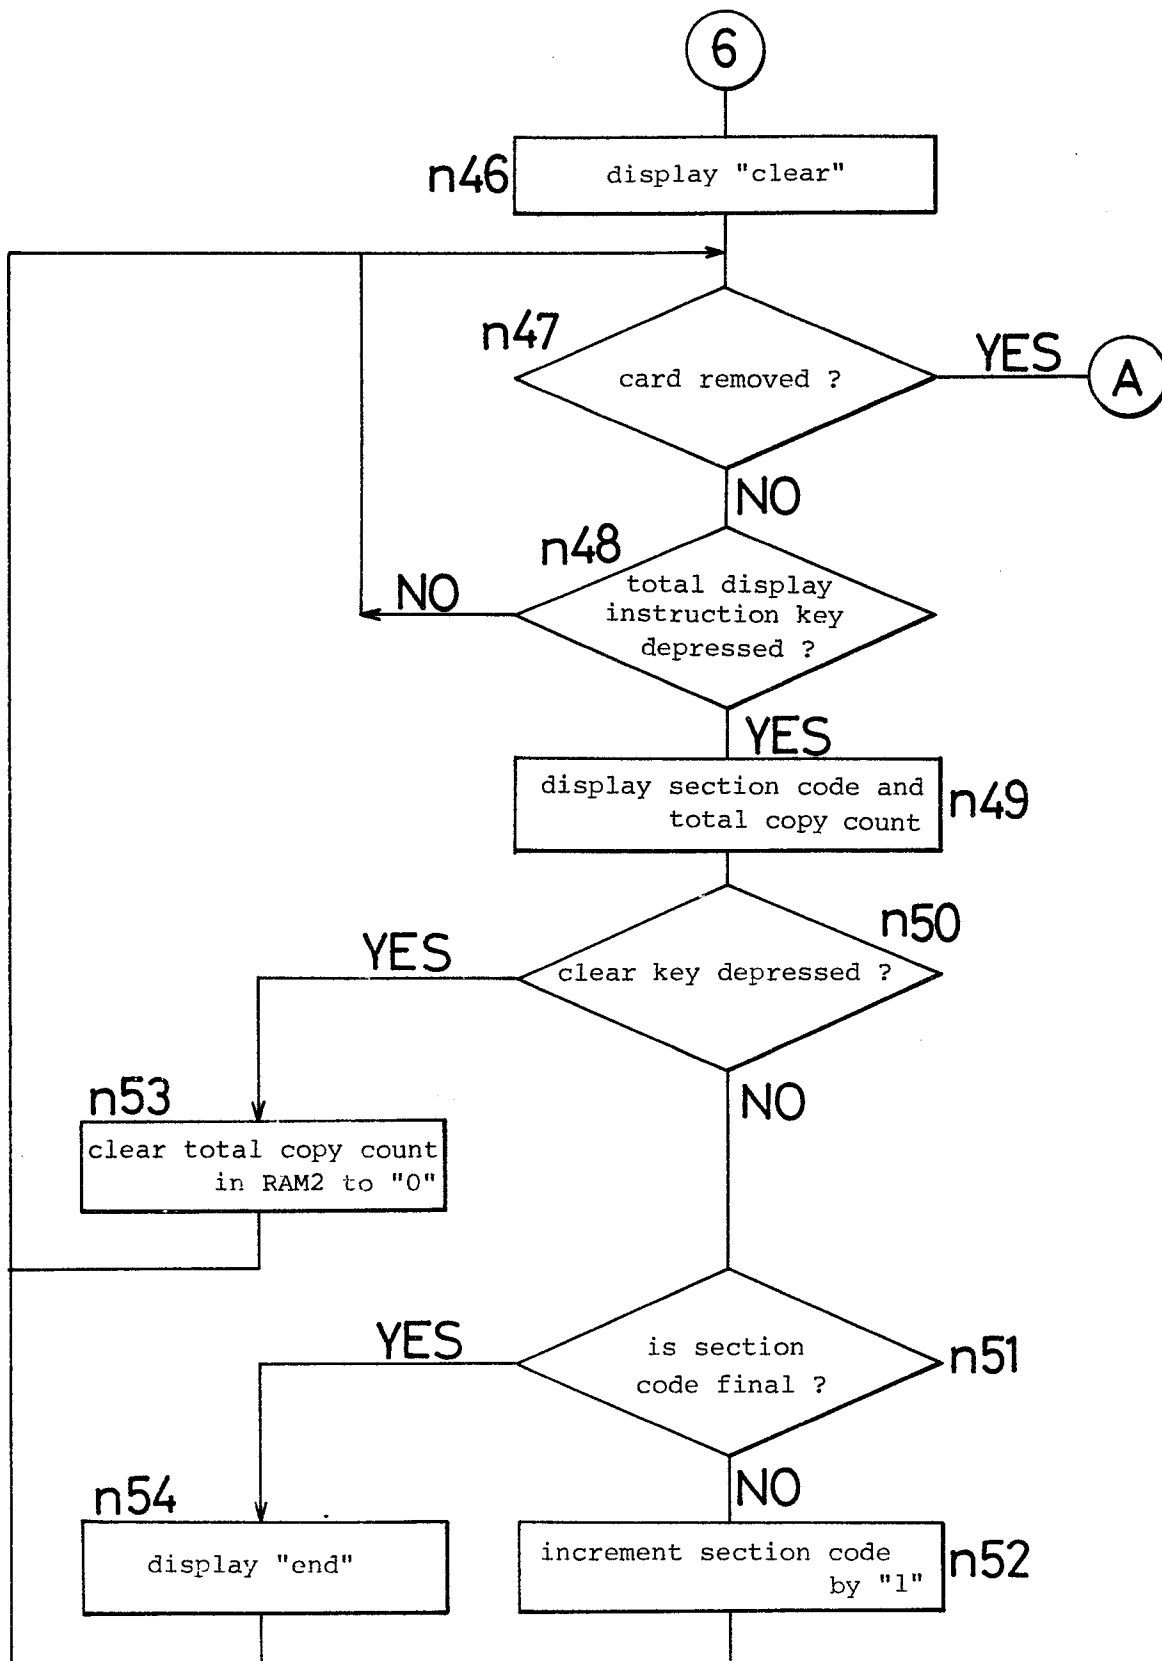 6
n46
display "clear"
n47
card removed ?
YES
A
NO
n48
total display
instruction key
depressed ?
NO
YES
display section code and
total copy count
n49
n50
YES
clear key depressed ?
NO
n53
clear total copy count
in RAM2 to "0"
YES
is section
code final ?
n51
NO
n54
display "end"
increment section code
by "1"
n52